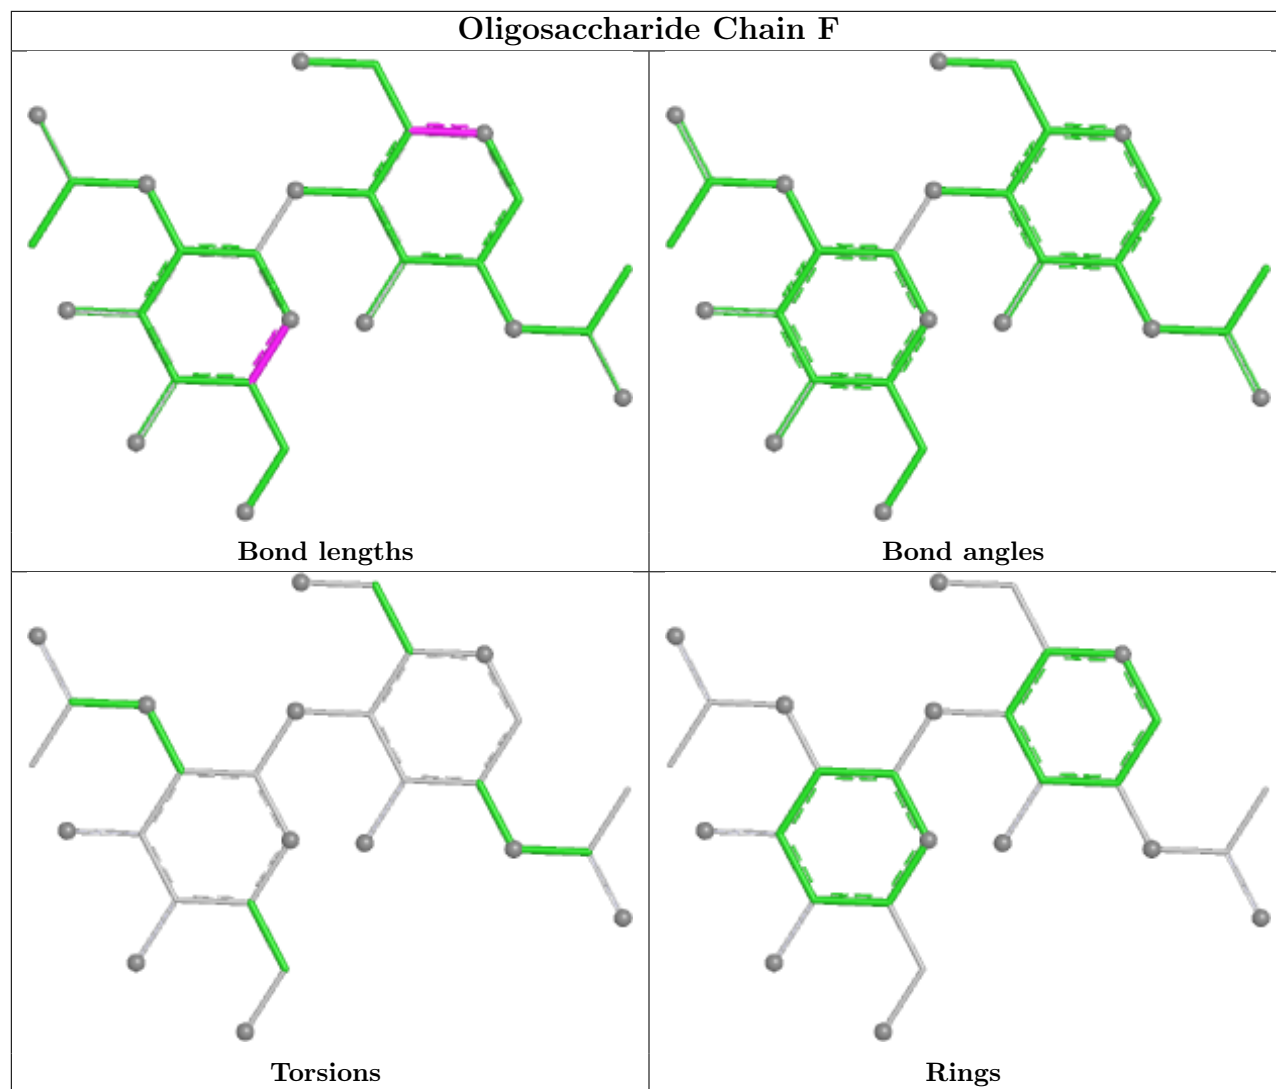 Oligosaccharide Chain F
Bond lengths
Bond angles
Torsions
Rings